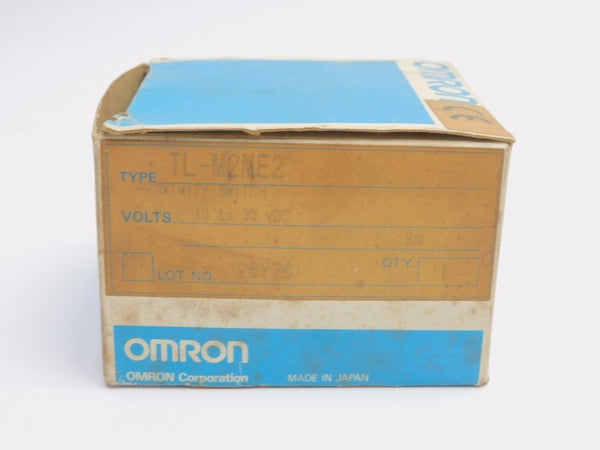 OMRON
TYPE TL-M2ME2
PROXIMITY SWITCH
VOLTS. 10 to 30 VDC
2m
LOT NO. QTY. 1
OMRON
OMRON Corporation MADE IN JAPAN